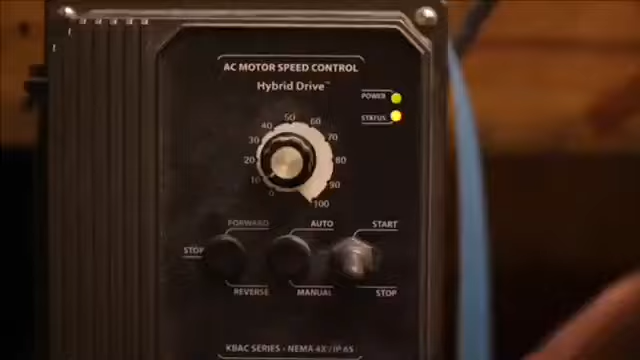 AC MOTOR SPEED CONTROL
Hybrid Drive™
POWER
STATUS
0 10 20 30 40 50 60 70 80 90 100
FORWARD AUTO START
STOP
REVERSE MANUAL STOP
KBAC SERIES - NEMA 4X / IP 65